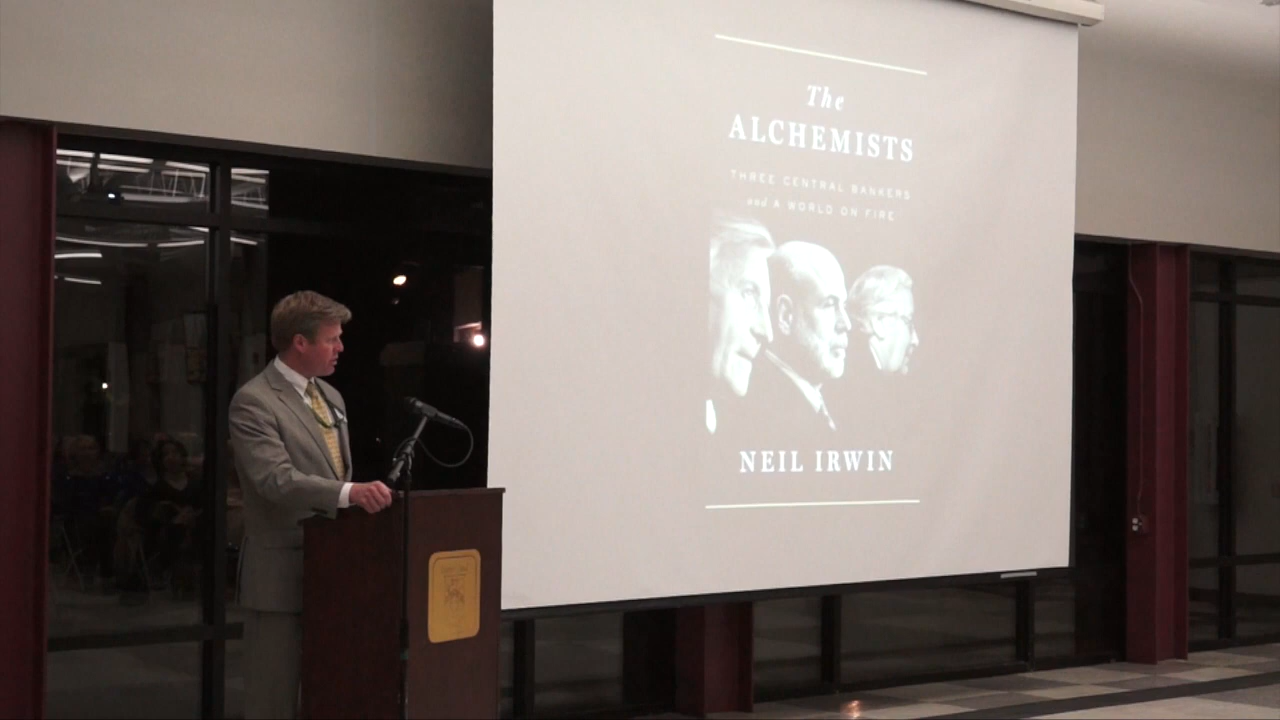 The
ALCHEMISTS
THREE CENTRAL BANKERS
and A WORLD ON FIRE
NEIL IRWIN